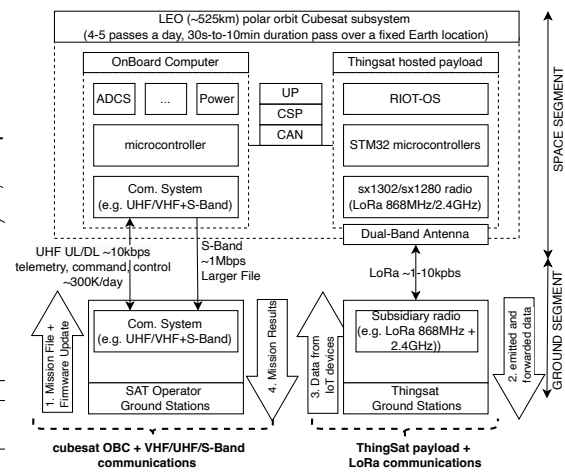 LEO (~525km) polar orbit Cubesat subsystem
(4-5 passes a day, 30s-to-10min duration pass over a fixed Earth location)
OnBoard Computer
ADCS
...
Power
microcontroller
Com. System
(e.g. UHF/VHF+S-Band)
UP
CSP
CAN
Thingsat hosted payload
RIOT-OS
STM32 microcontrollers
sx1302/sx1280 radio
(LoRa 868MHz/2.4GHz)
Dual-Band Antenna
SPACE SEGMENT
UHF UL/DL ~10kbps
telemetry, command, control
~300K/day
S-Band
~1Mbps
Larger File
LoRa ~1-10kpbs
GROUND SEGMENT
1. Mission File +
Firmware Update
Com. System
(e.g. UHF/VHF+S-Band)
SAT Operator
Ground Stations
4. Mission Results
3. Data from
IoT devices
Subsidiary radio
(e.g. LoRa 868MHz +
2.4GHz))
Thingsat
Ground Stations
2. emitted and
forwarded data
cubesat OBC + VHF/UHF/S-Band
communications
ThingSat payload +
LoRa communications